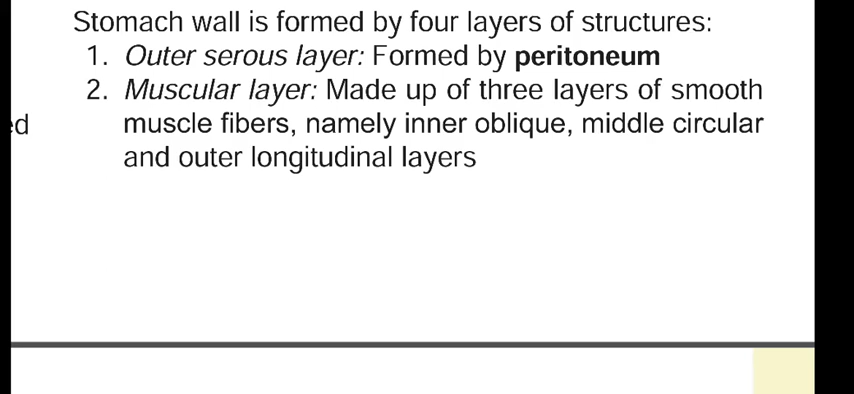 Stomach wall is formed by four layers of structures:
1. Outer serous layer: Formed by peritoneum
2. Muscular layer: Made up of three layers of smooth
muscle fibers, namely inner oblique, middle circular
and outer longitudinal layers